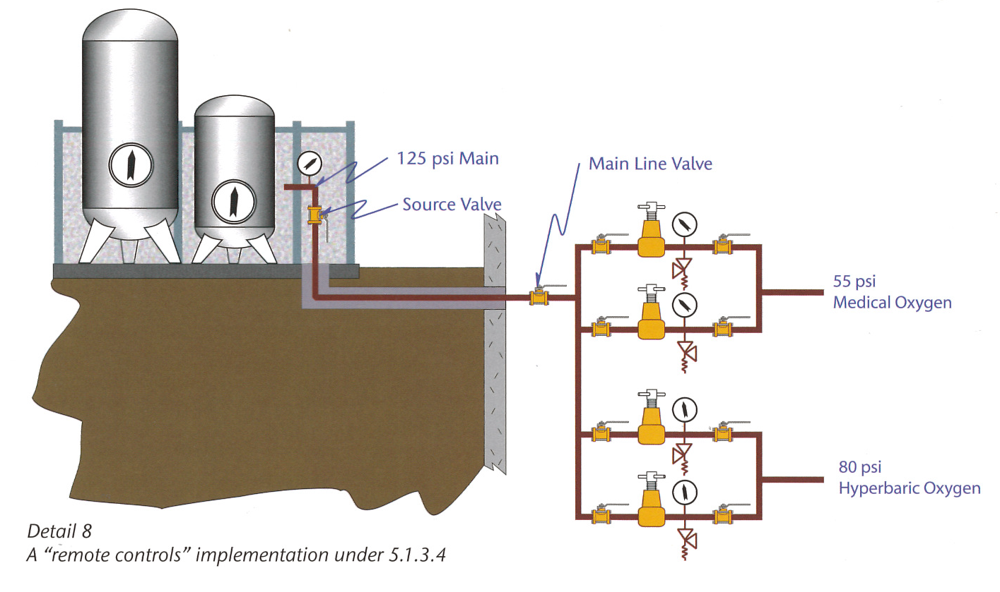 125 psi Main
Source Valve
Main Line Valve
55 psi
Medical Oxygen
80 psi
Hyperbaric Oxygen
Detail 8
A “remote controls” implementation under 5.1.3.4